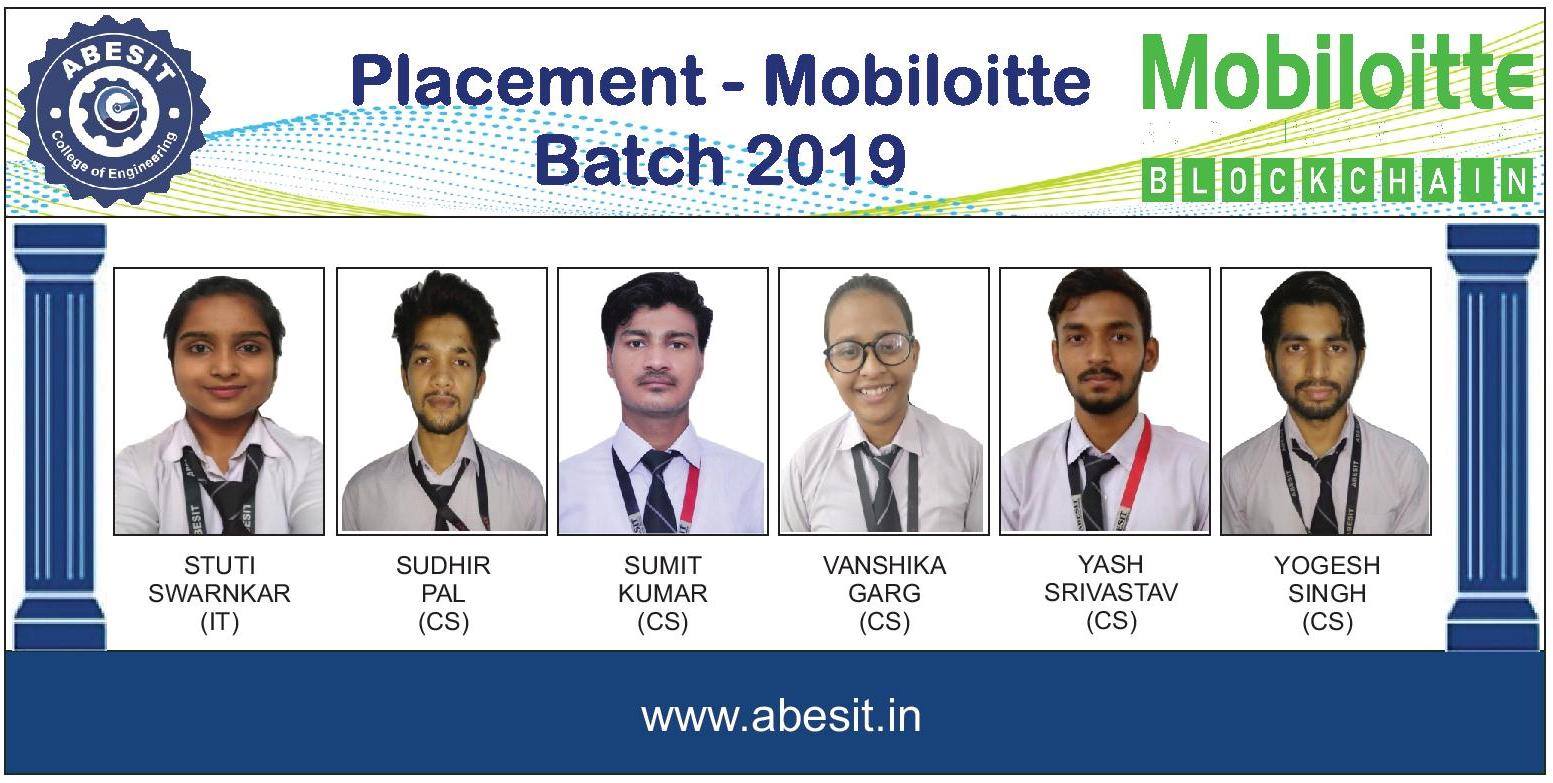 ABESIT
College of Engineering
Placement - Mobiloitte
Batch 2019
Mobiloitte
BLOCKCHAIN
STUTI
SWARNKAR
(IT)
SUDHIR
PAL
(CS)
SUMIT
KUMAR
(CS)
VANSHIKA
GARG
(CS)
YASH
SRIVASTAV
(CS)
YOGESH
SINGH
(CS)
www.abesit.in